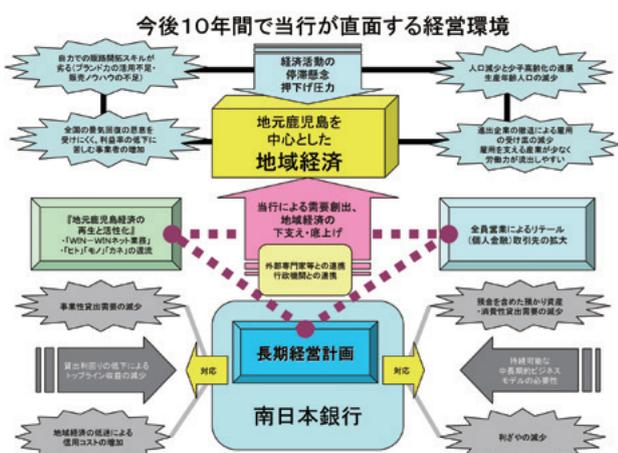 今後10年間で当行が直面する経営環境
自力での販路開拓スキルが
劣る(ブランド力の活用不足・
販売ノウハウの不足)
経済活動の
停滞懸念
押下げ圧力
人口減少と少子高齢化の進展
生産年齢人口の減少
全国の景気回復の恩恵を
受けにくく、利益率の低下に
苦しむ事業者の増加
地元鹿児島を
中心とした
地域経済
進出企業の撤退による雇用
の受け皿の減少
雇用を支える産業が少なく
労働力が流出しやすい
『地元鹿児島経済の
再生と活性化』
・「WIN-WINネット業務」
・「ヒト」「モノ」「カネ」の還流
当行による需要創出、
地域経済の
下支え・底上げ
全員営業によるリテール
(個人金融)取引先の拡大
外部専門家等との連携
行政機関との連携
事業性貸出需要の減少
預金を含めた預かり資産
・消費性貸出需要の減少
長期経営計画
貸出利回りの低下による
トップライン収益の減少
対応
対応
持続可能な
中長期的ビジネス
モデルの必要性
南日本銀行
地域経済の低迷による
信用コストの増加
利ざやの減少